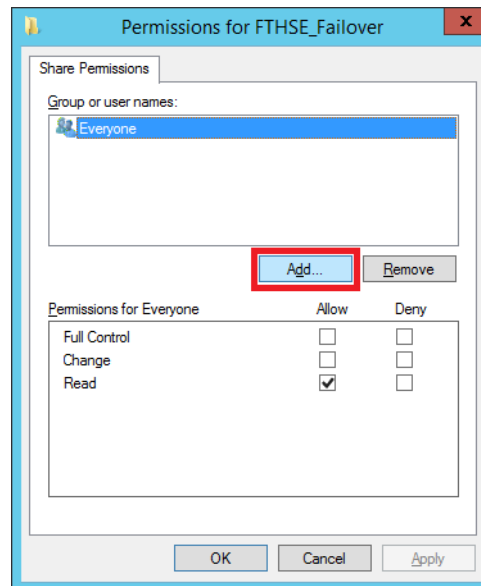 Permissions for FTHSE_Failover
x
Share Permissions
Group or user names:
Everyone
Add... Remove
Permissions for Everyone Allow Deny
Full Control
Change
Read
OK Cancel Apply